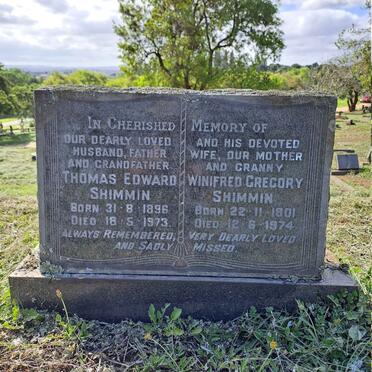 In Cherished Memory of
Our dearly loved
husband, father
and grandfather
Thomas Edward
Shimmin
Born 31·8·1896
Died 18·5·1973.
Always Remembered,
and Sadly
and his devoted
wife, our mother
and granny
Winifred Gregory
Shimmin
Born 22·11·1901
Died 12·6·1974.
Very Dearly Loved
Missed.